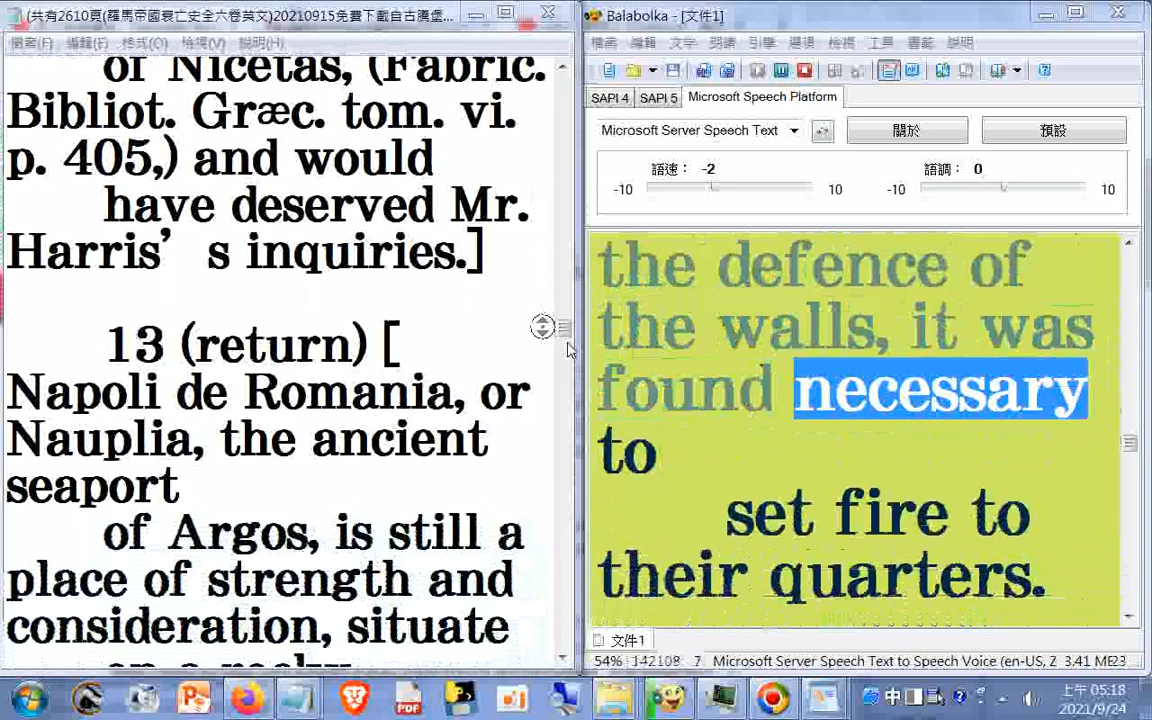 (共有2610頁(羅馬帝國衰亡史全六卷英文)20210915免費下載自古騰堡...
檔案(F) 編輯(E) 格式(O) 檢視(V) 說明(H)
of Nicetas, (Fabric.
Bibliot. Græc. tom. vi.
p. 405,) and would
have deserved Mr.
Harris’s inquiries.]
13 (return) [
Napoli de Romania, or
Nauplia, the ancient
seaport
of Argos, is still a
place of strength and
consideration, situate
on a rocky
Balabolka - [文件1]
檔案 編輯 文字 朗讀 引擎 選項 檢視 工具 書籤 說明
SAPI 4 SAPI 5 Microsoft Speech Platform
Microsoft Server Speech Text 關於 預設
語速： -2 語調： 0
-10 10 -10 10
the defence of
the walls, it was
found necessary
to
set fire to
their quarters.
文件1
54% 142108 7 Microsoft Server Speech Text to Speech Voice (en-US, Z 3.41 ME23
PDF 中 上午 05:18
2021/9/24